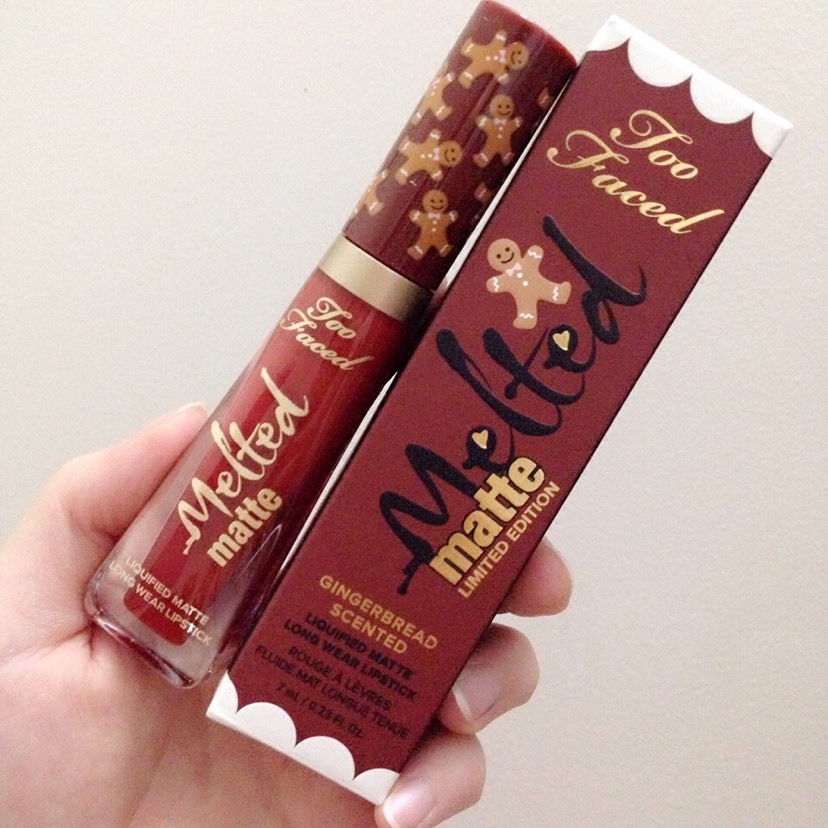 Too
Faced
Melted
matte
LIQUIFIED MATTE
LONG WEAR LIPSTICK
Too
Faced
Melted
matte
LIMITED EDITION
GINGERBREAD
SCENTED
LIQUIFIED MATTE
LONG WEAR LIPSTICK
ROUGE À LÈVRES
FLUIDE MAT LONGUE TENUE
7 mL / 0.23 Fl. Oz.